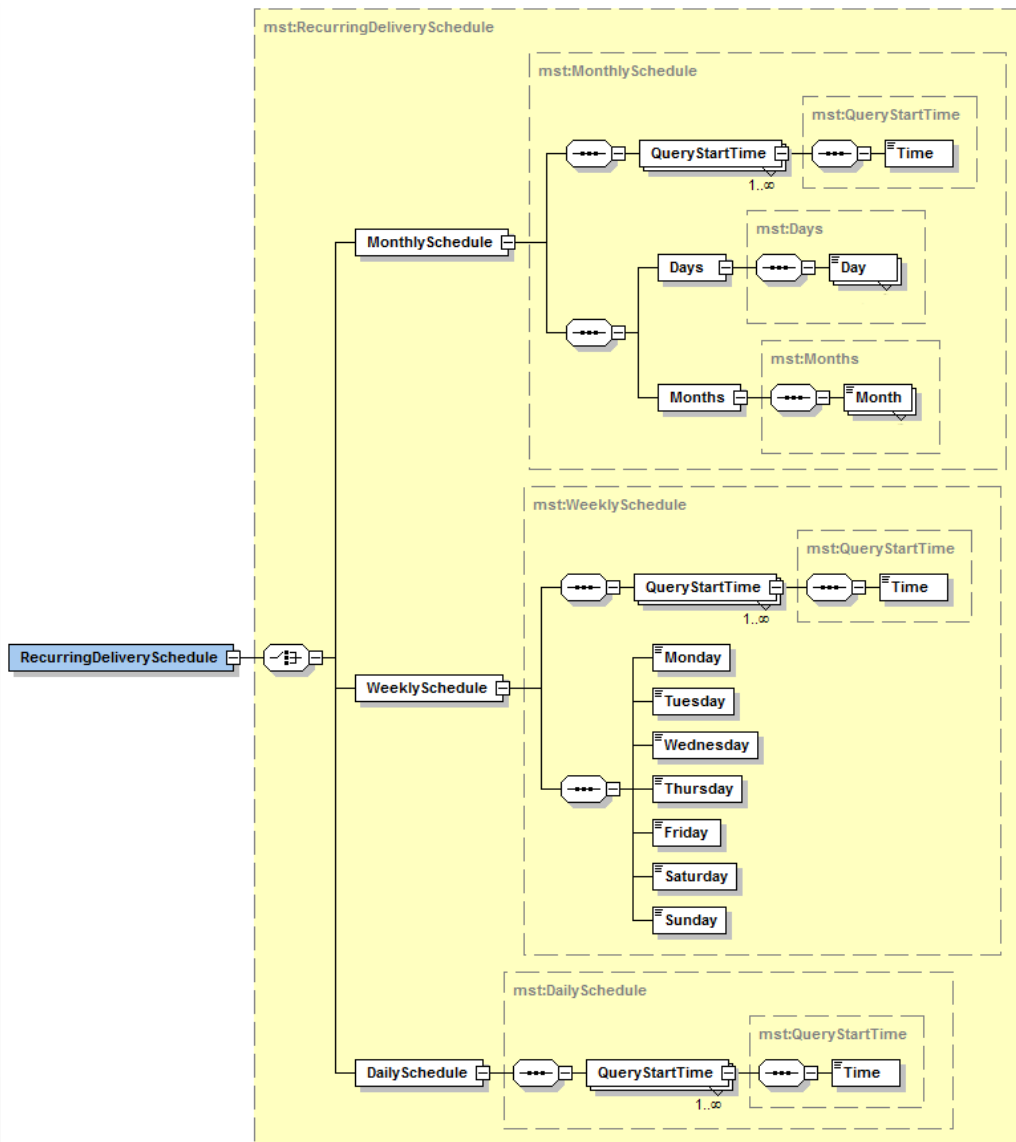 mst:RecurringDeliverySchedule
mst:MonthlySchedule
mst:QueryStartTime
QueryStartTime
Time
1..∞
mst:Days
MonthlySchedule
Days
Day
mst:Months
Months
Month
mst:WeeklySchedule
mst:QueryStartTime
QueryStartTime
Time
1..∞
RecurringDeliverySchedule
Monday
WeeklySchedule
Tuesday
Wednesday
Thursday
Friday
Saturday
Sunday
mst:DailySchedule
mst:QueryStartTime
DailySchedule
QueryStartTime
Time
1..∞